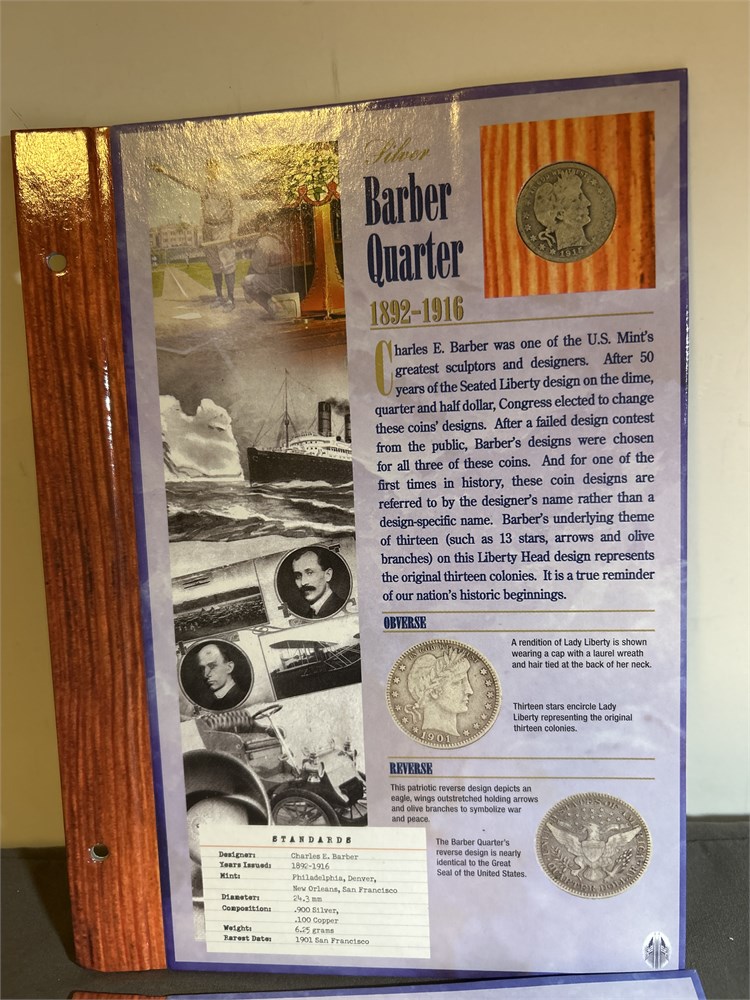 Silver
Barber
Quarter
1892-1916
Charles E. Barber was one of the U.S. Mint's
greatest sculptors and designers. After 50
years of the Seated Liberty design on the dime,
quarter and half dollar, Congress elected to change
these coins' designs. After a failed design contest
from the public, Barber's designs were chosen
for all three of these coins. And for one of the
first times in history, these coin designs are
referred to by the designer's name rather than a
design-specific name. Barber's underlying theme
of thirteen (such as 13 stars, arrows and olive
branches) on this Liberty Head design represents
the original thirteen colonies. It is a true reminder
of our nation's historic beginnings.
OBVERSE
A rendition of Lady Liberty is shown
wearing a cap with a laurel wreath
and hair tied at the back of her neck.
Thirteen stars encircle Lady
Liberty representing the original
thirteen colonies.
1901
REVERSE
This patriotic reverse design depicts an
eagle, wings outstretched holding arrows
and olive branches to symbolize war
and peace.
The Barber Quarter's
reverse design is nearly
identical to the Great
Seal of the United States.
STANDARDS
Designer: Charles E. Barber
Years Issued: 1892-1916
Mint: Philadelphia, Denver,
New Orleans, San Francisco
Diameter: 24.3 mm
Composition: .900 Silver,
.100 Copper
Weight: 6.25 grams
Rarest Date: 1901 San Francisco